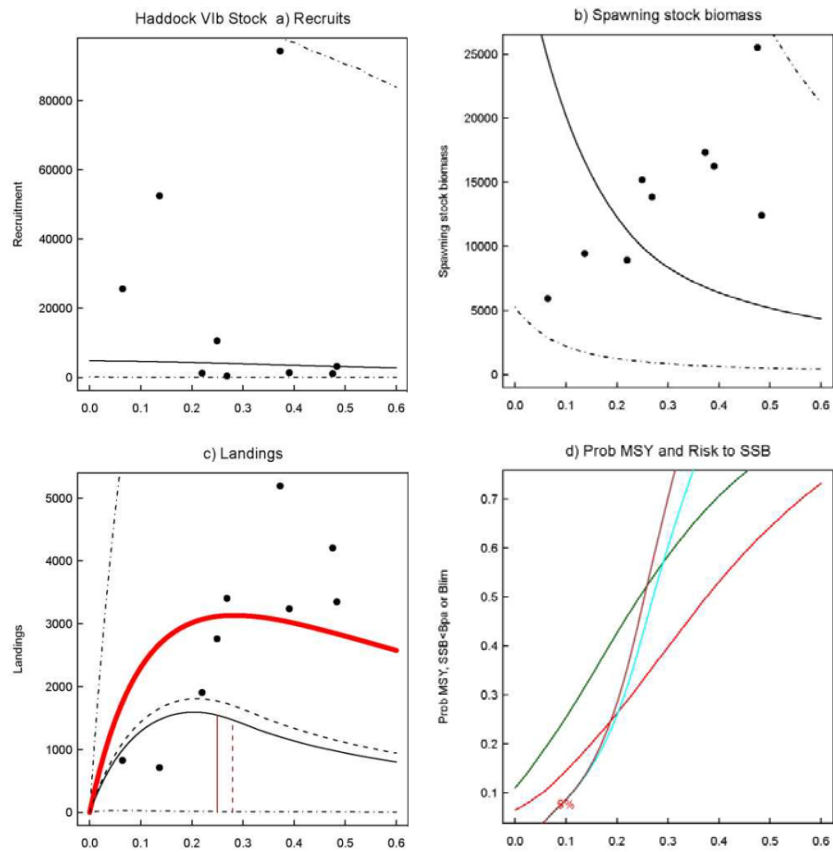 Haddock VIb Stock a) Recruits
b) Spawning stock biomass
Recruitment
80000
60000
40000
20000
0
0.0 0.1 0.2 0.3 0.4 0.5 0.6
Spawning stock biomass
25000
20000
15000
10000
5000
0
0.0 0.1 0.2 0.3 0.4 0.5 0.6
c) Landings
d) Prob MSY and Risk to SSB
Landings
5000
4000
3000
2000
1000
0
0.0 0.1 0.2 0.3 0.4 0.5 0.6
Prob MSY, SSB<Bpa or Blim
0.7
0.6
0.5
0.4
0.3
0.2
0.1
5%
0.0 0.1 0.2 0.3 0.4 0.5 0.6